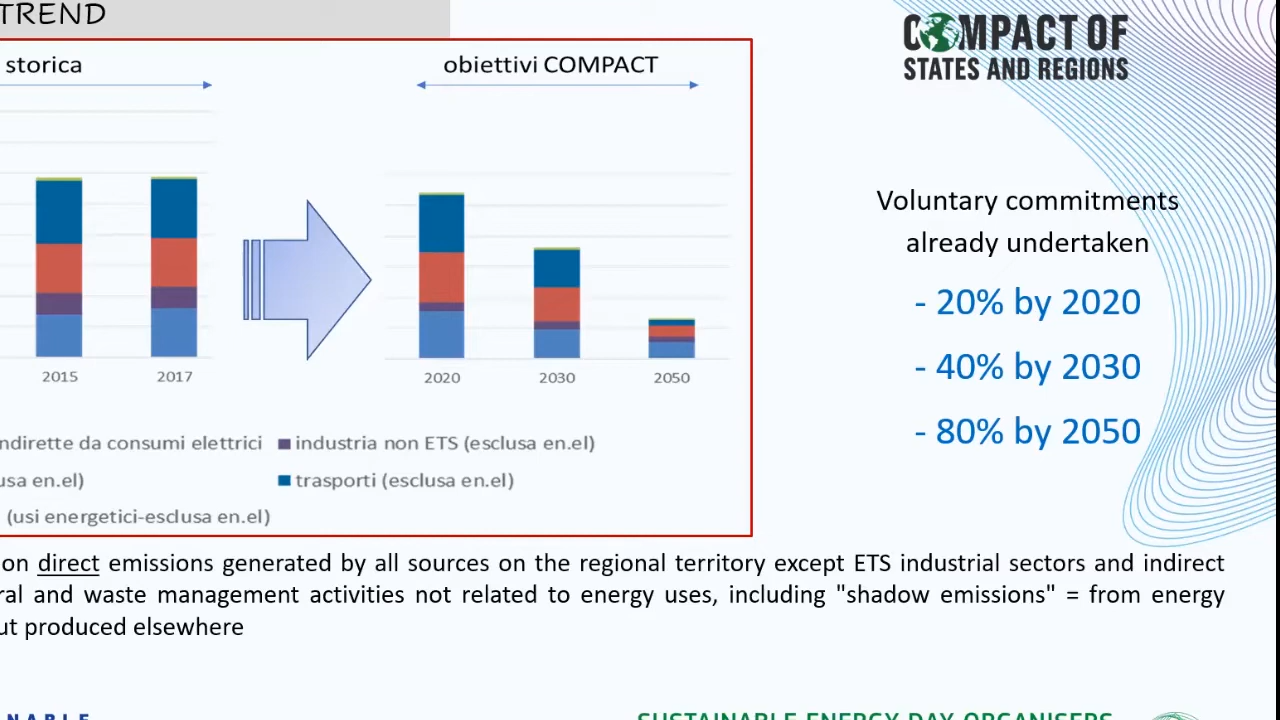 TREND
storica
obiettivi COMPACT
2015 2017 2020 2030 2050
ndirette da consumi elettrici industria non ETS (esclusa en.el)
usa en.el) trasporti (esclusa en.el)
(usi energetici-esclusa en.el)
COMPACT OF
STATES AND REGIONS
Voluntary commitments
already undertaken
- 20% by 2020
- 40% by 2030
- 80% by 2050
on direct emissions generated by all sources on the regional territory except ETS industrial sectors and indirect
ral and waste management activities not related to energy uses, including "shadow emissions" = from energy
ut produced elsewhere
NABLE
SUSTAINABLE ENERGY DAY ORGANISERS